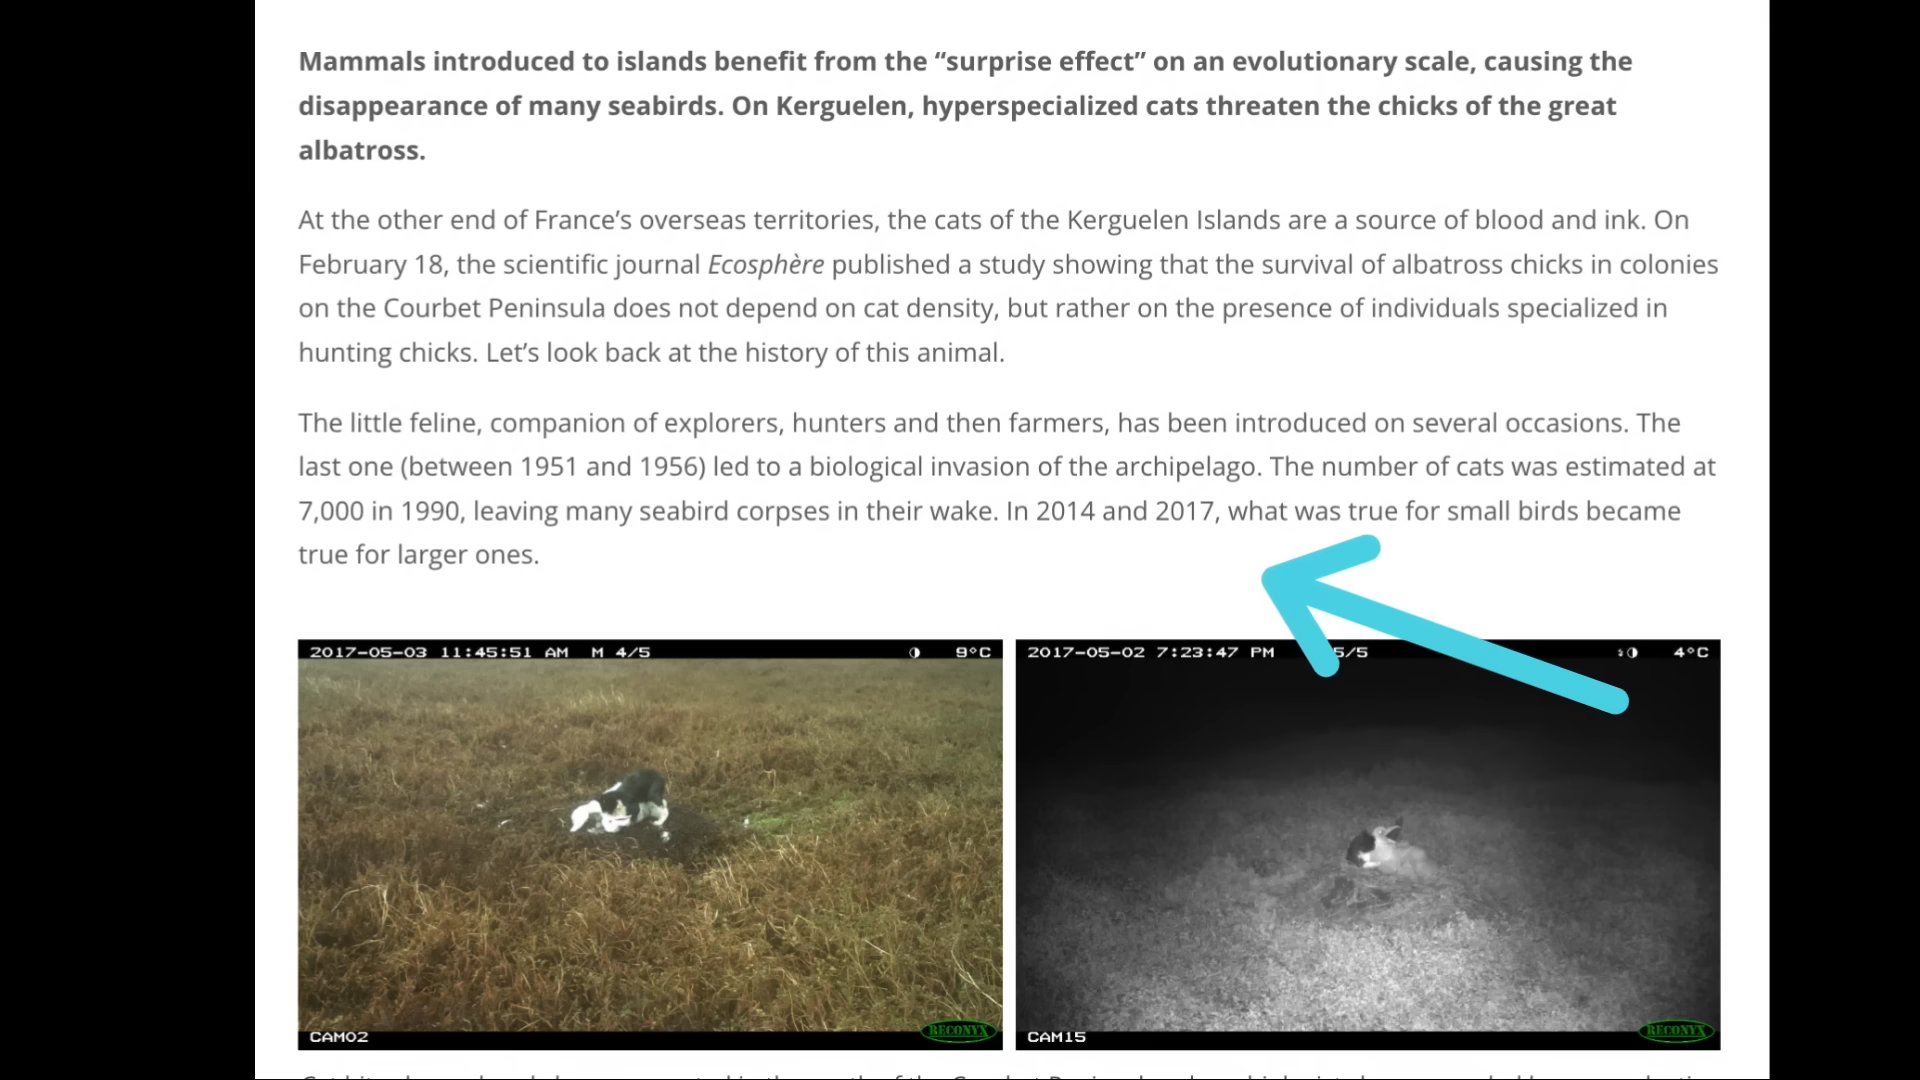 Mammals introduced to islands benefit from the “surprise effect” on an evolutionary scale, causing the
disappearance of many seabirds. On Kerguelen, hyperspecialized cats threaten the chicks of the great
albatross.
At the other end of France’s overseas territories, the cats of the Kerguelen Islands are a source of blood and ink. On
February 18, the scientific journal Ecosphère published a study showing that the survival of albatross chicks in colonies
on the Courbet Peninsula does not depend on cat density, but rather on the presence of individuals specialized in
hunting chicks. Let’s look back at the history of this animal.
The little feline, companion of explorers, hunters and then farmers, has been introduced on several occasions. The
last one (between 1951 and 1956) led to a biological invasion of the archipelago. The number of cats was estimated at
7,000 in 1990, leaving many seabird corpses in their wake. In 2014 and 2017, what was true for small birds became
true for larger ones.
2017-05-03 11:45:51 AM M 4/5 9°C
CAM02 RECONYX
2017-05-02 7:23:47 PM 5/5 4°C
CAM15 RECONYX